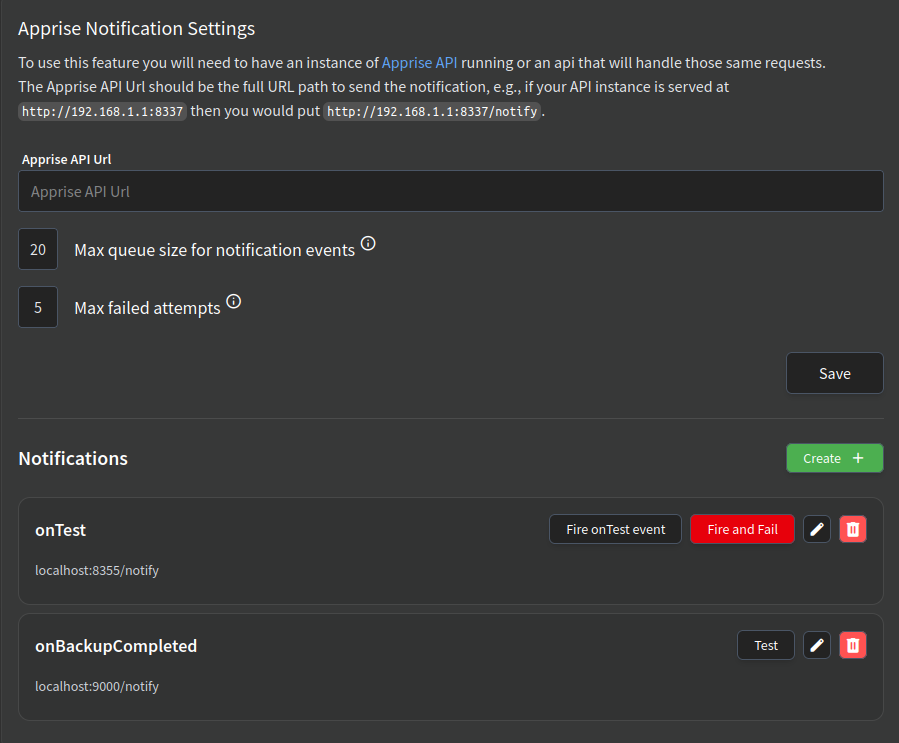 Apprise Notification Settings
To use this feature you will need to have an instance of Apprise API running or an api that will handle those same requests.
The Apprise API Url should be the full URL path to send the notification, e.g., if your API instance is served at
http://192.168.1.1:8337 then you would put http://192.168.1.1:8337/notify.
Apprise API Url
Apprise API Url
20 Max queue size for notification events
5 Max failed attempts
Save
Notifications Create +
onTest Fire onTest event Fire and Fail
localhost:8355/notify
onBackupCompleted Test
localhost:9000/notify